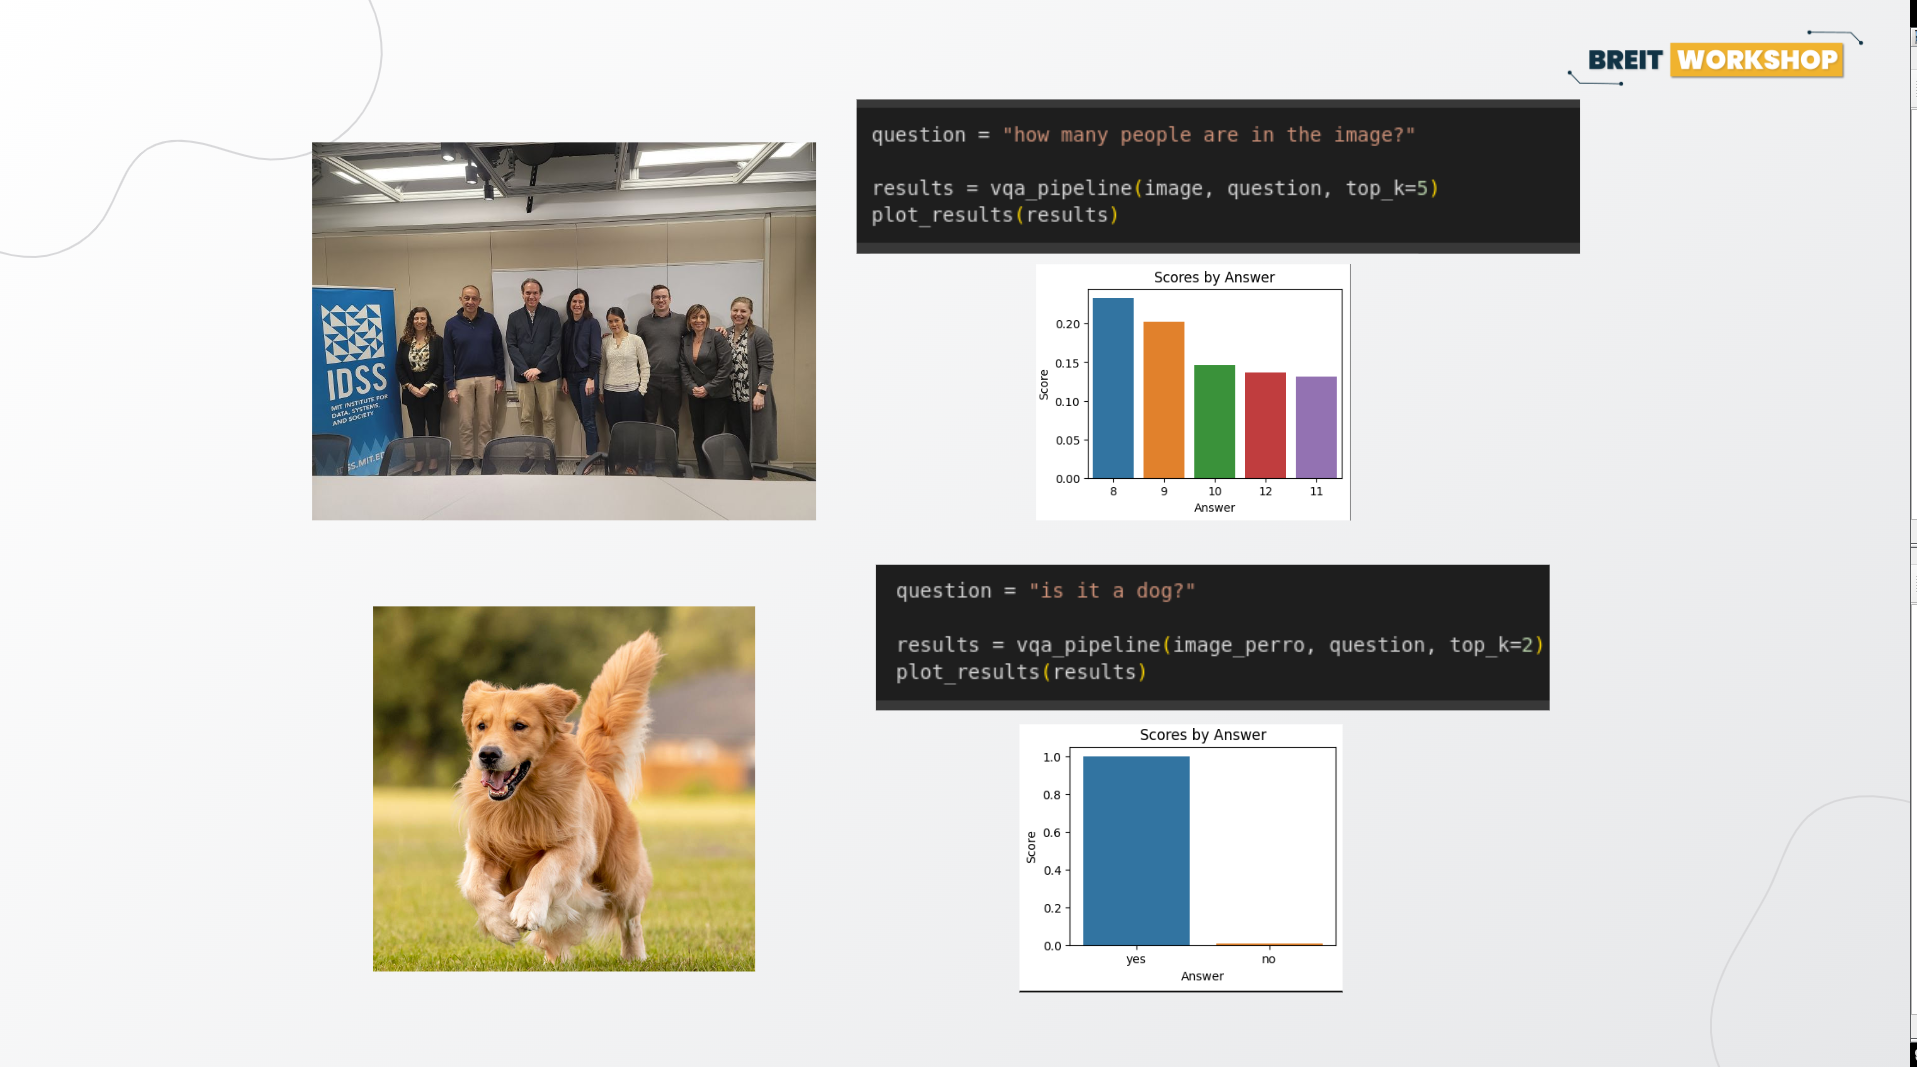 BREIT WORKSHOP
question = "how many people are in the image?"
results = vqa_pipeline(image, question, top_k=5)
plot_results(results)
IDSS
MIT INSTITUTE FOR
DATA, SYSTEMS,
AND SOCIETY
Scores by Answer
Score
0.20
0.15
0.10
0.05
0.00
8 9 10 12 11
Answer
question = "is it a dog?"
results = vqa_pipeline(image_perro, question, top_k=2)
plot_results(results)
Scores by Answer
Score
1.0
0.8
0.6
0.4
0.2
0.0
yes no
Answer